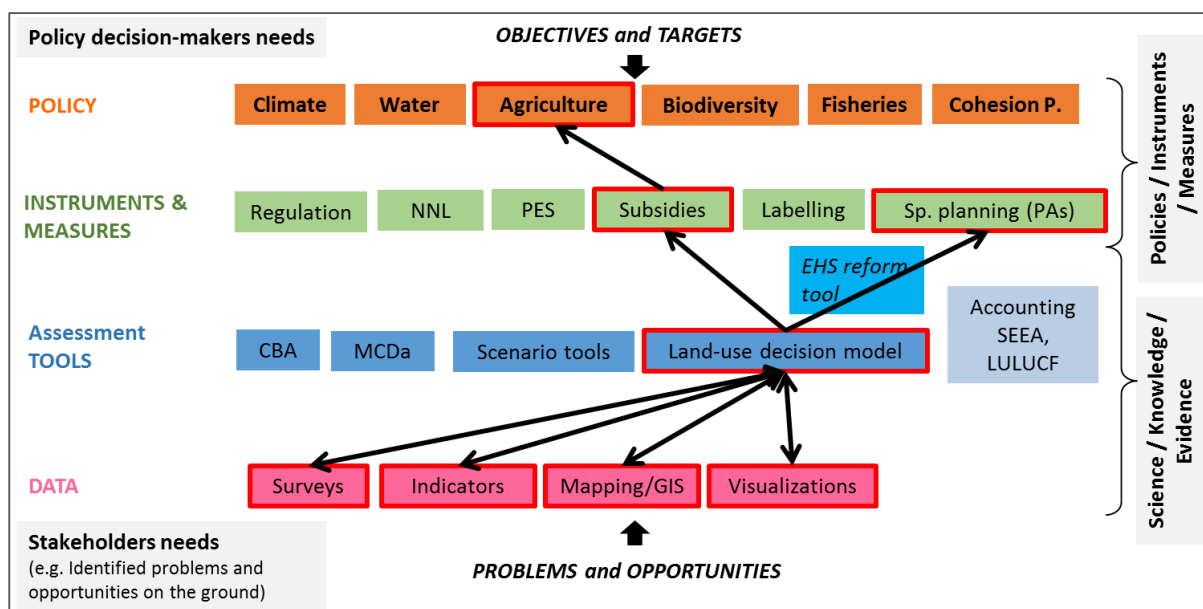 Policy decision-makers needs
OBJECTIVES and TARGETS
POLICY
Climate
Water
Agriculture
Biodiversity
Fisheries
Cohesion P.
INSTRUMENTS &
MEASURES
Regulation
NNL
PES
Subsidies
Labelling
Sp. planning (PAs)
Policies / Instruments
/ Measures
EHS reform
tool
Assessment
TOOLS
CBA
MCDa
Scenario tools
Land-use decision model
Accounting
SEEA,
LULUCF
Science / Knowledge /
Evidence
DATA
Surveys
Indicators
Mapping/GIS
Visualizations
Stakeholders needs
(e.g. Identified problems and
opportunities on the ground)
PROBLEMS and OPPORTUNITIES